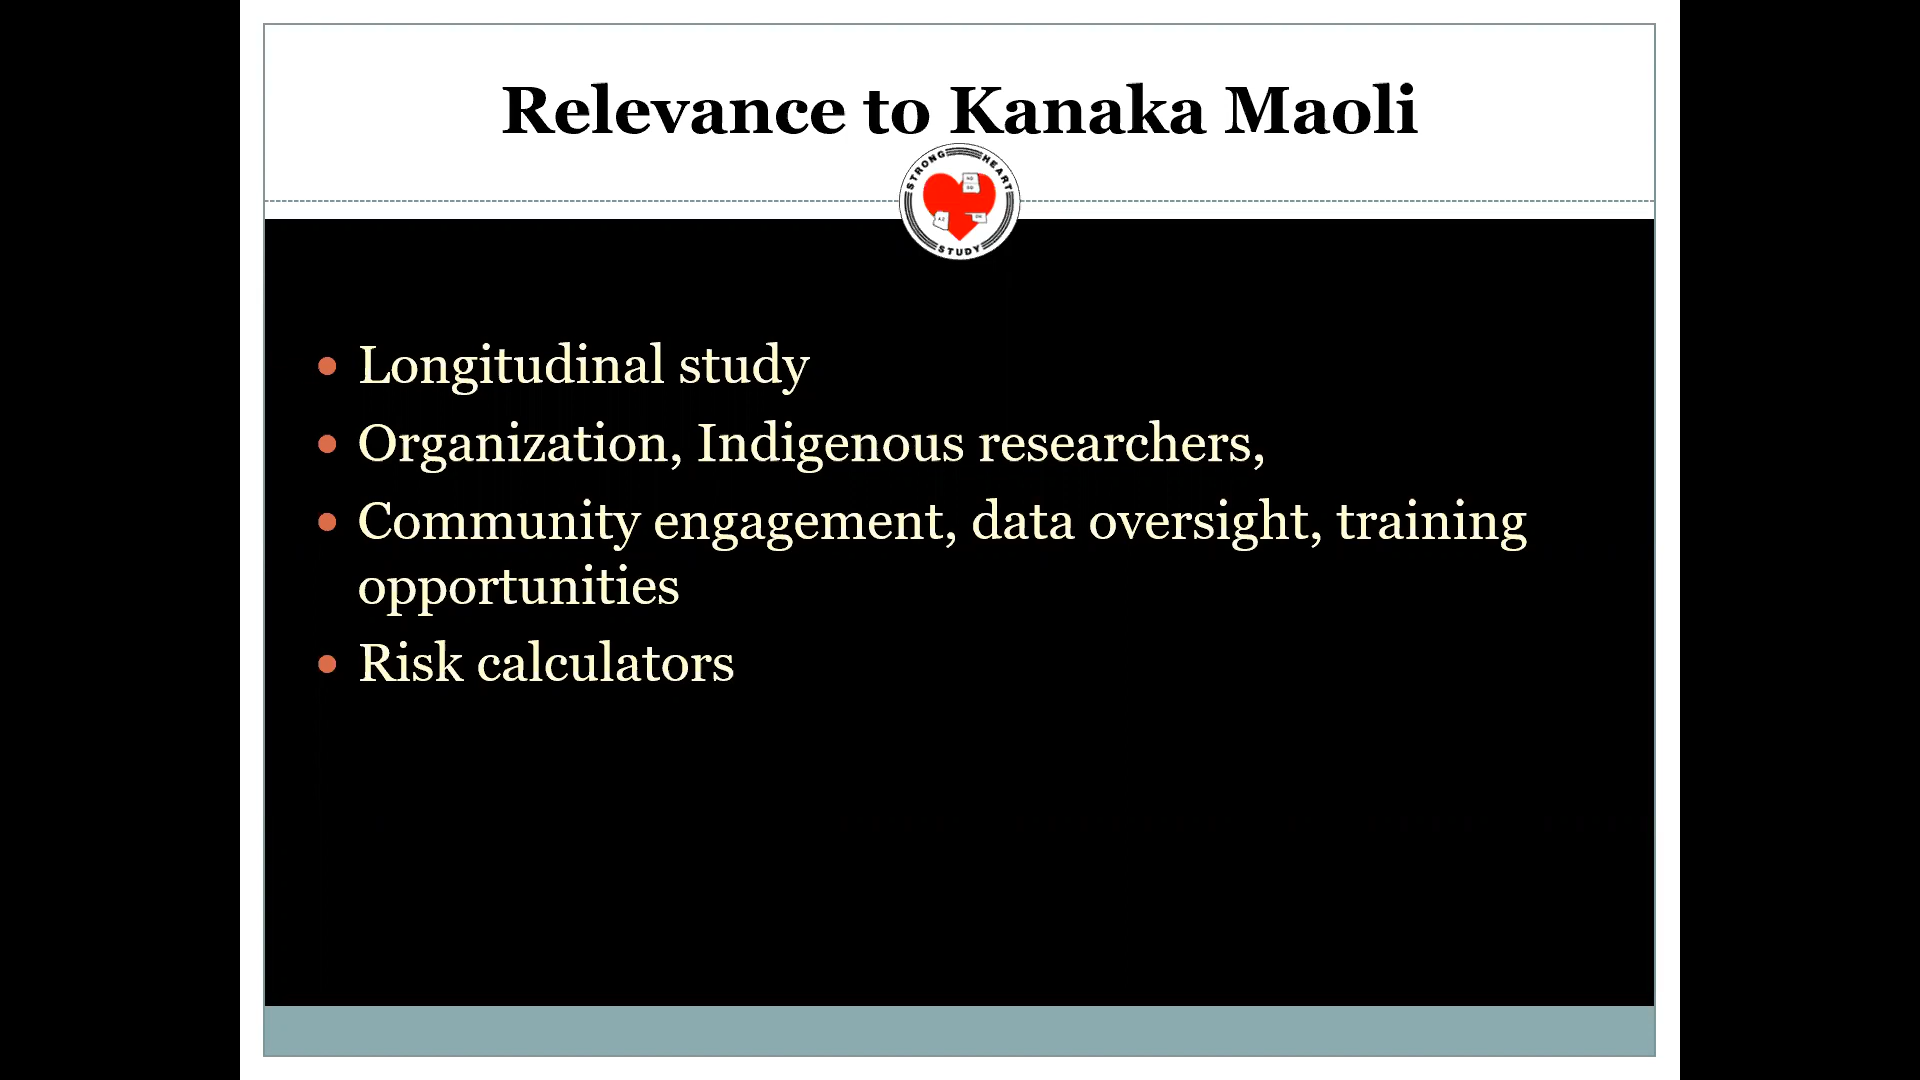 Relevance to Kanaka Maoli
STRONG HEART
STUDY
• Longitudinal study
• Organization, Indigenous researchers,
• Community engagement, data oversight, training
opportunities
• Risk calculators